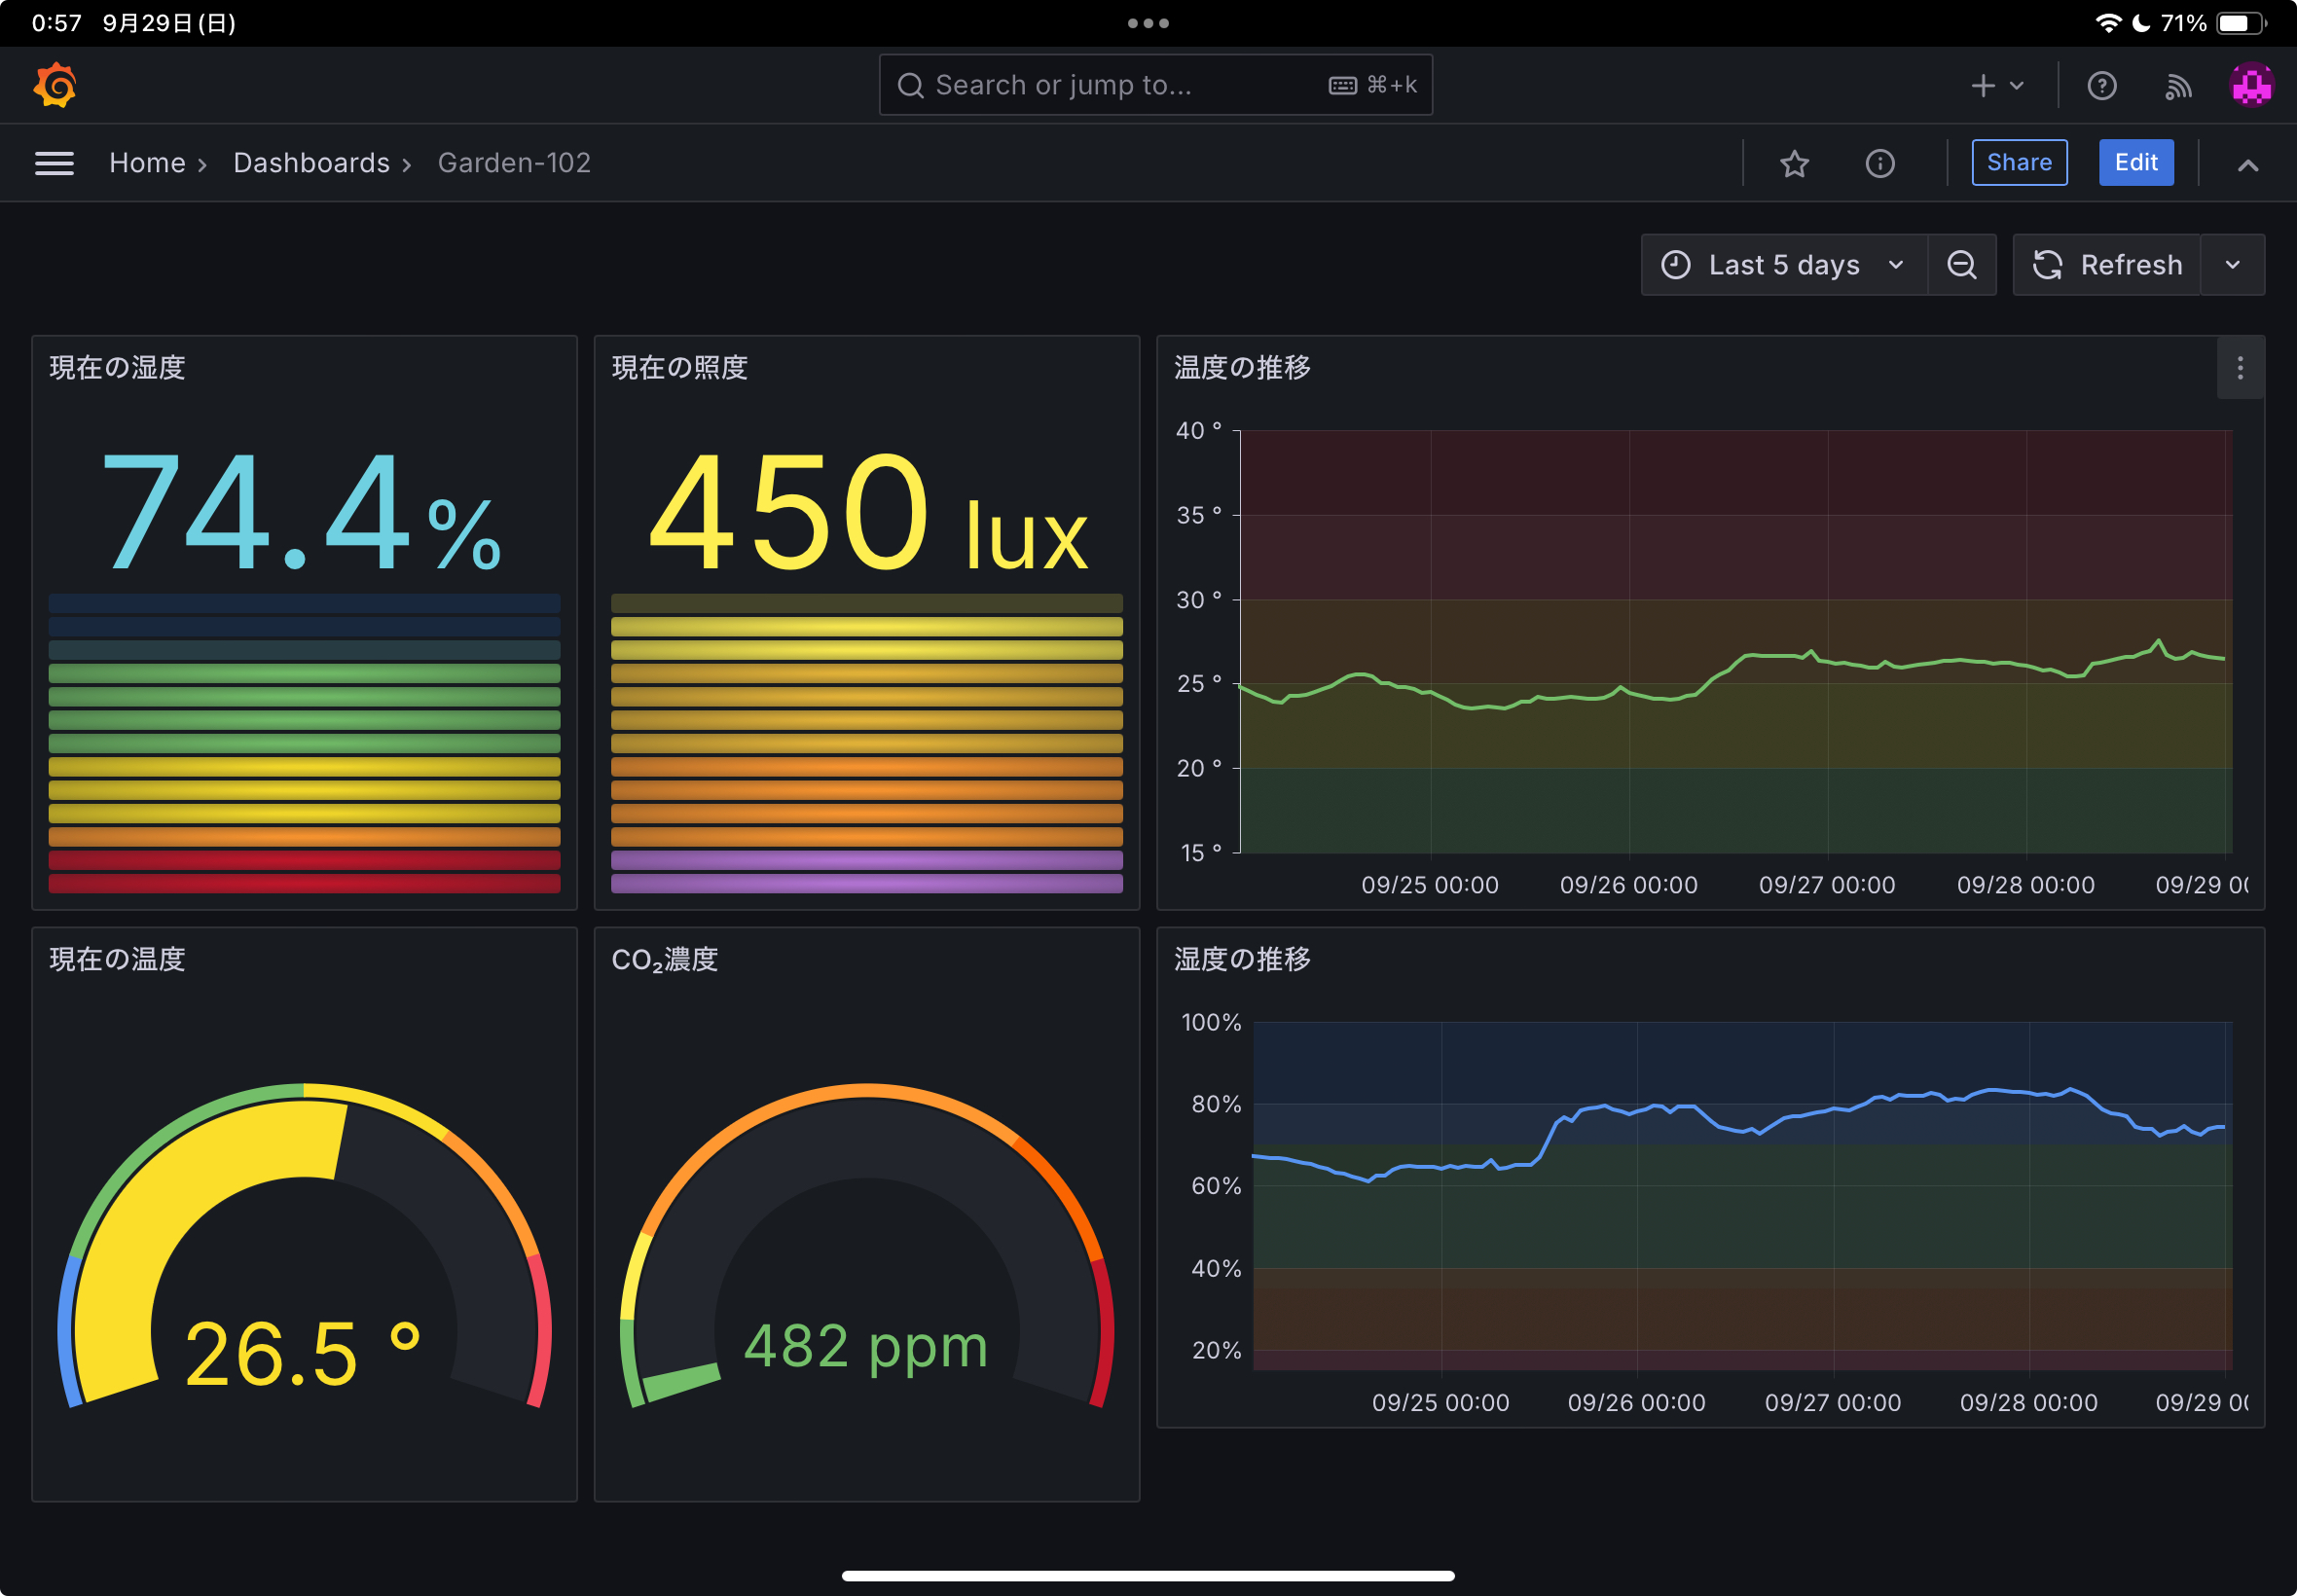 0:57 9月29日(日)
71%
Search or jump to...
⌘+k
Home › Dashboards › Garden-102
Share
Edit
Last 5 days
Refresh
現在の湿度
74.4%
現在の照度
450 lux
温度の推移
40 °
35 °
30 °
25 °
20 °
15 °
09/25 00:00 09/26 00:00 09/27 00:00 09/28 00:00 09/29 0(
現在の温度
26.5 °
CO₂濃度
482 ppm
湿度の推移
100%
80%
60%
40%
20%
09/25 00:00 09/26 00:00 09/27 00:00 09/28 00:00 09/29 0(